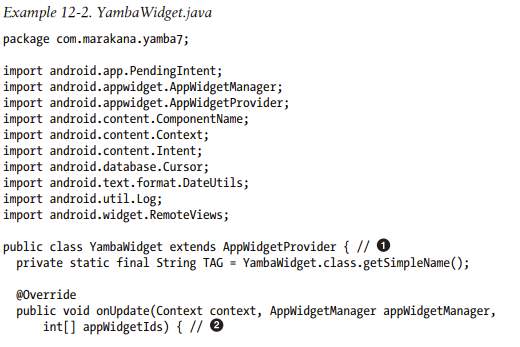 Example 12-2. YambaWidget.java
package com.marakana.yamba7;
import android.app.PendingIntent;
import android.appwidget.AppWidgetManager;
import android.appwidget.AppWidgetProvider;
import android.content.ComponentName;
import android.content.Context;
import android.content.Intent;
import android.database.Cursor;
import android.text.format.DateUtils;
import android.util.Log;
import android.widget.RemoteViews;
public class YambaWidget extends AppWidgetProvider { // ❶
private static final String TAG = YambaWidget.class.getSimpleName();
@Override
public void onUpdate(Context context, AppWidgetManager appWidgetManager,
int[] appWidgetIds) { // ❷